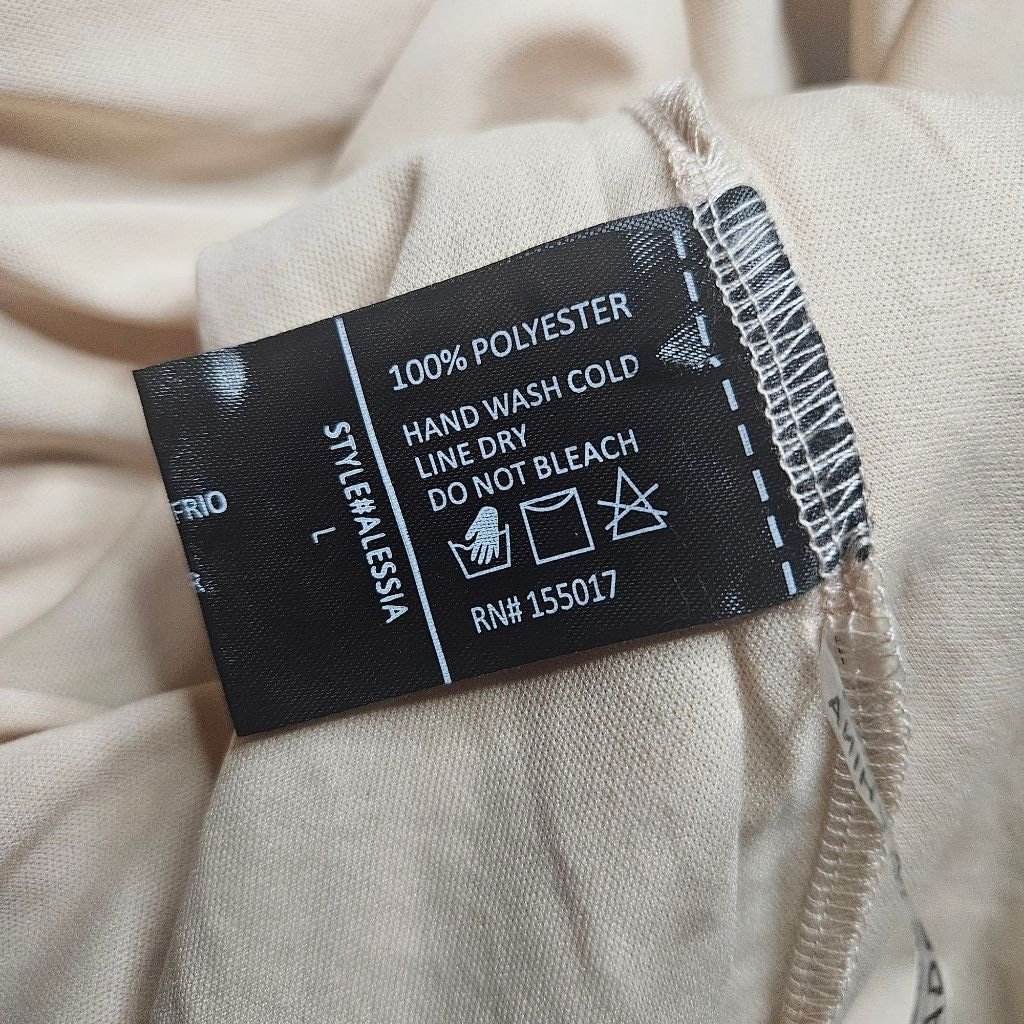 100% POLYESTER
HAND WASH COLD
LINE DRY
DO NOT BLEACH
RN# 155017
STYLE#ALESSIA
L
FRIO